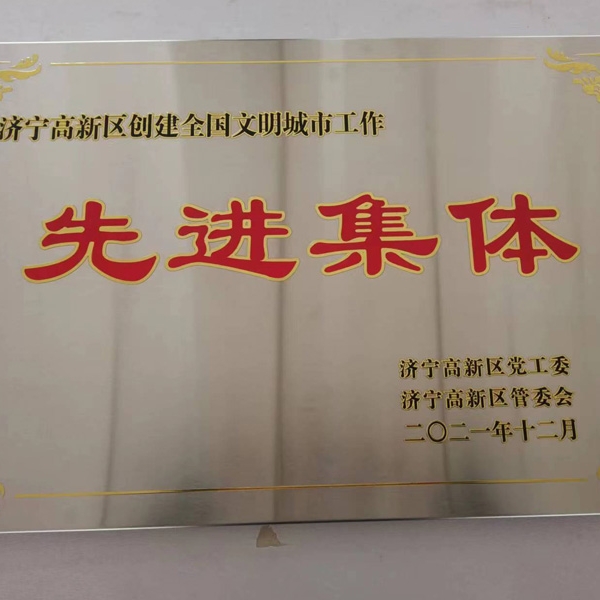 济宁高新区创建全国文明城市工作
先进集体
济宁高新区党工委
济宁高新区管委会
二〇二一年十二月